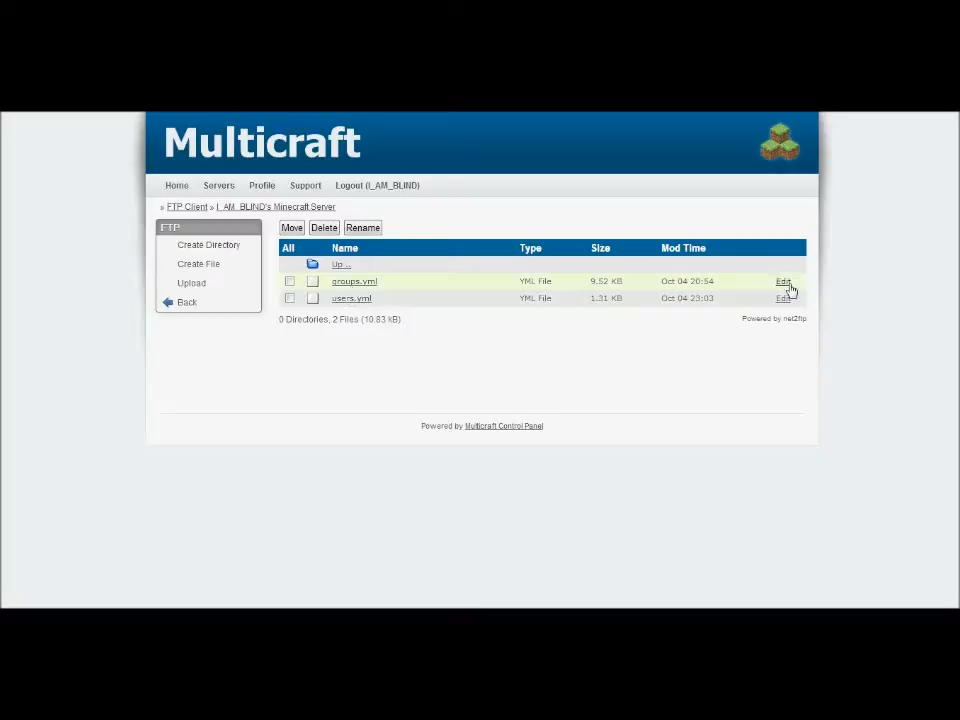 Multicraft
Home Servers Profile Support Logout (I_AM_BLIND)
» FTP Client » I_AM_BLIND's Minecraft Server
FTP
Create Directory
Create File
Upload
Back
Move Delete Rename
All Name Type Size Mod Time
Up ..
groups.yml YML File 9.52 KB Oct 04 20:54 Edit
users.yml YML File 1.31 KB Oct 04 23:03 Edit
0 Directories, 2 Files (10.83 kB)
Powered by net2ftp
Powered by Multicraft Control Panel